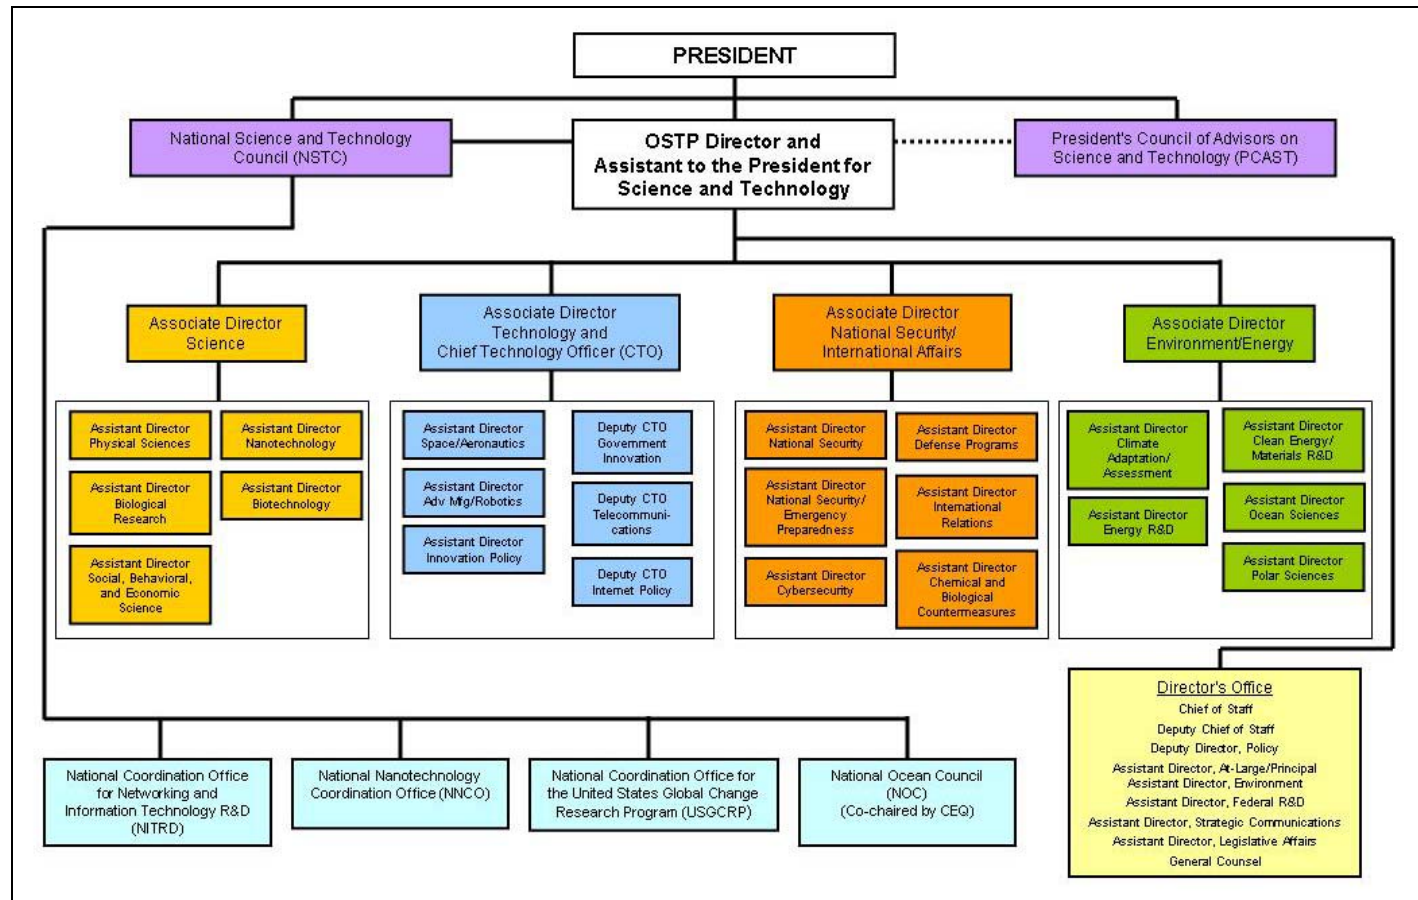 PRESIDENT
National Science and Technology
Council (NSTC)
OSTP Director and
Assistant to the President for
Science and Technology
President's Council of Advisors on
Science and Technology (PCAST)
Associate Director
Science
Associate Director
Technology and
Chief Technology Officer (CTO)
Associate Director
National Security/
International Affairs
Associate Director
Environment/Energy
Assistant Director
Physical Sciences
Assistant Director
Nanotechnology
Assistant Director
Biological
Research
Assistant Director
Biotechnology
Assistant Director
Social, Behavioral,
and Economic
Science
Assistant Director
Space/Aeronautics
Deputy CTO
Government
Innovation
Assistant Director
Adv Mfg/Robotics
Deputy CTO
Telecommuni-
cations
Assistant Director
Innovation Policy
Deputy CTO
Internet Policy
Assistant Director
National Security
Assistant Director
Defense Programs
Assistant Director
National Security/
Emergency
Preparedness
Assistant Director
International
Relations
Assistant Director
Cybersecurity
Assistant Director
Chemical and
Biological
Countermeasures
Assistant Director
Climate
Adaptation/
Assessment
Assistant Director
Clean Energy/
Materials R&D
Assistant Director
Energy R&D
Assistant Director
Ocean Sciences
Assistant Director
Polar Sciences
Director's Office
Chief of Staff
Deputy Chief of Staff
Deputy Director, Policy
Assistant Director, At-Large/Principal
Assistant Director, Environment
Assistant Director, Federal R&D
Assistant Director, Strategic Communications
Assistant Director, Legislative Affairs
General Counsel
National Coordination Office
for Networking and
Information Technology R&D
(NITRD)
National Nanotechnology
Coordination Office (NNCO)
National Coordination Office for
the United States Global Change
Research Program (USGCRP)
National Ocean Council
(NOC)
(Co-chaired by CEQ)